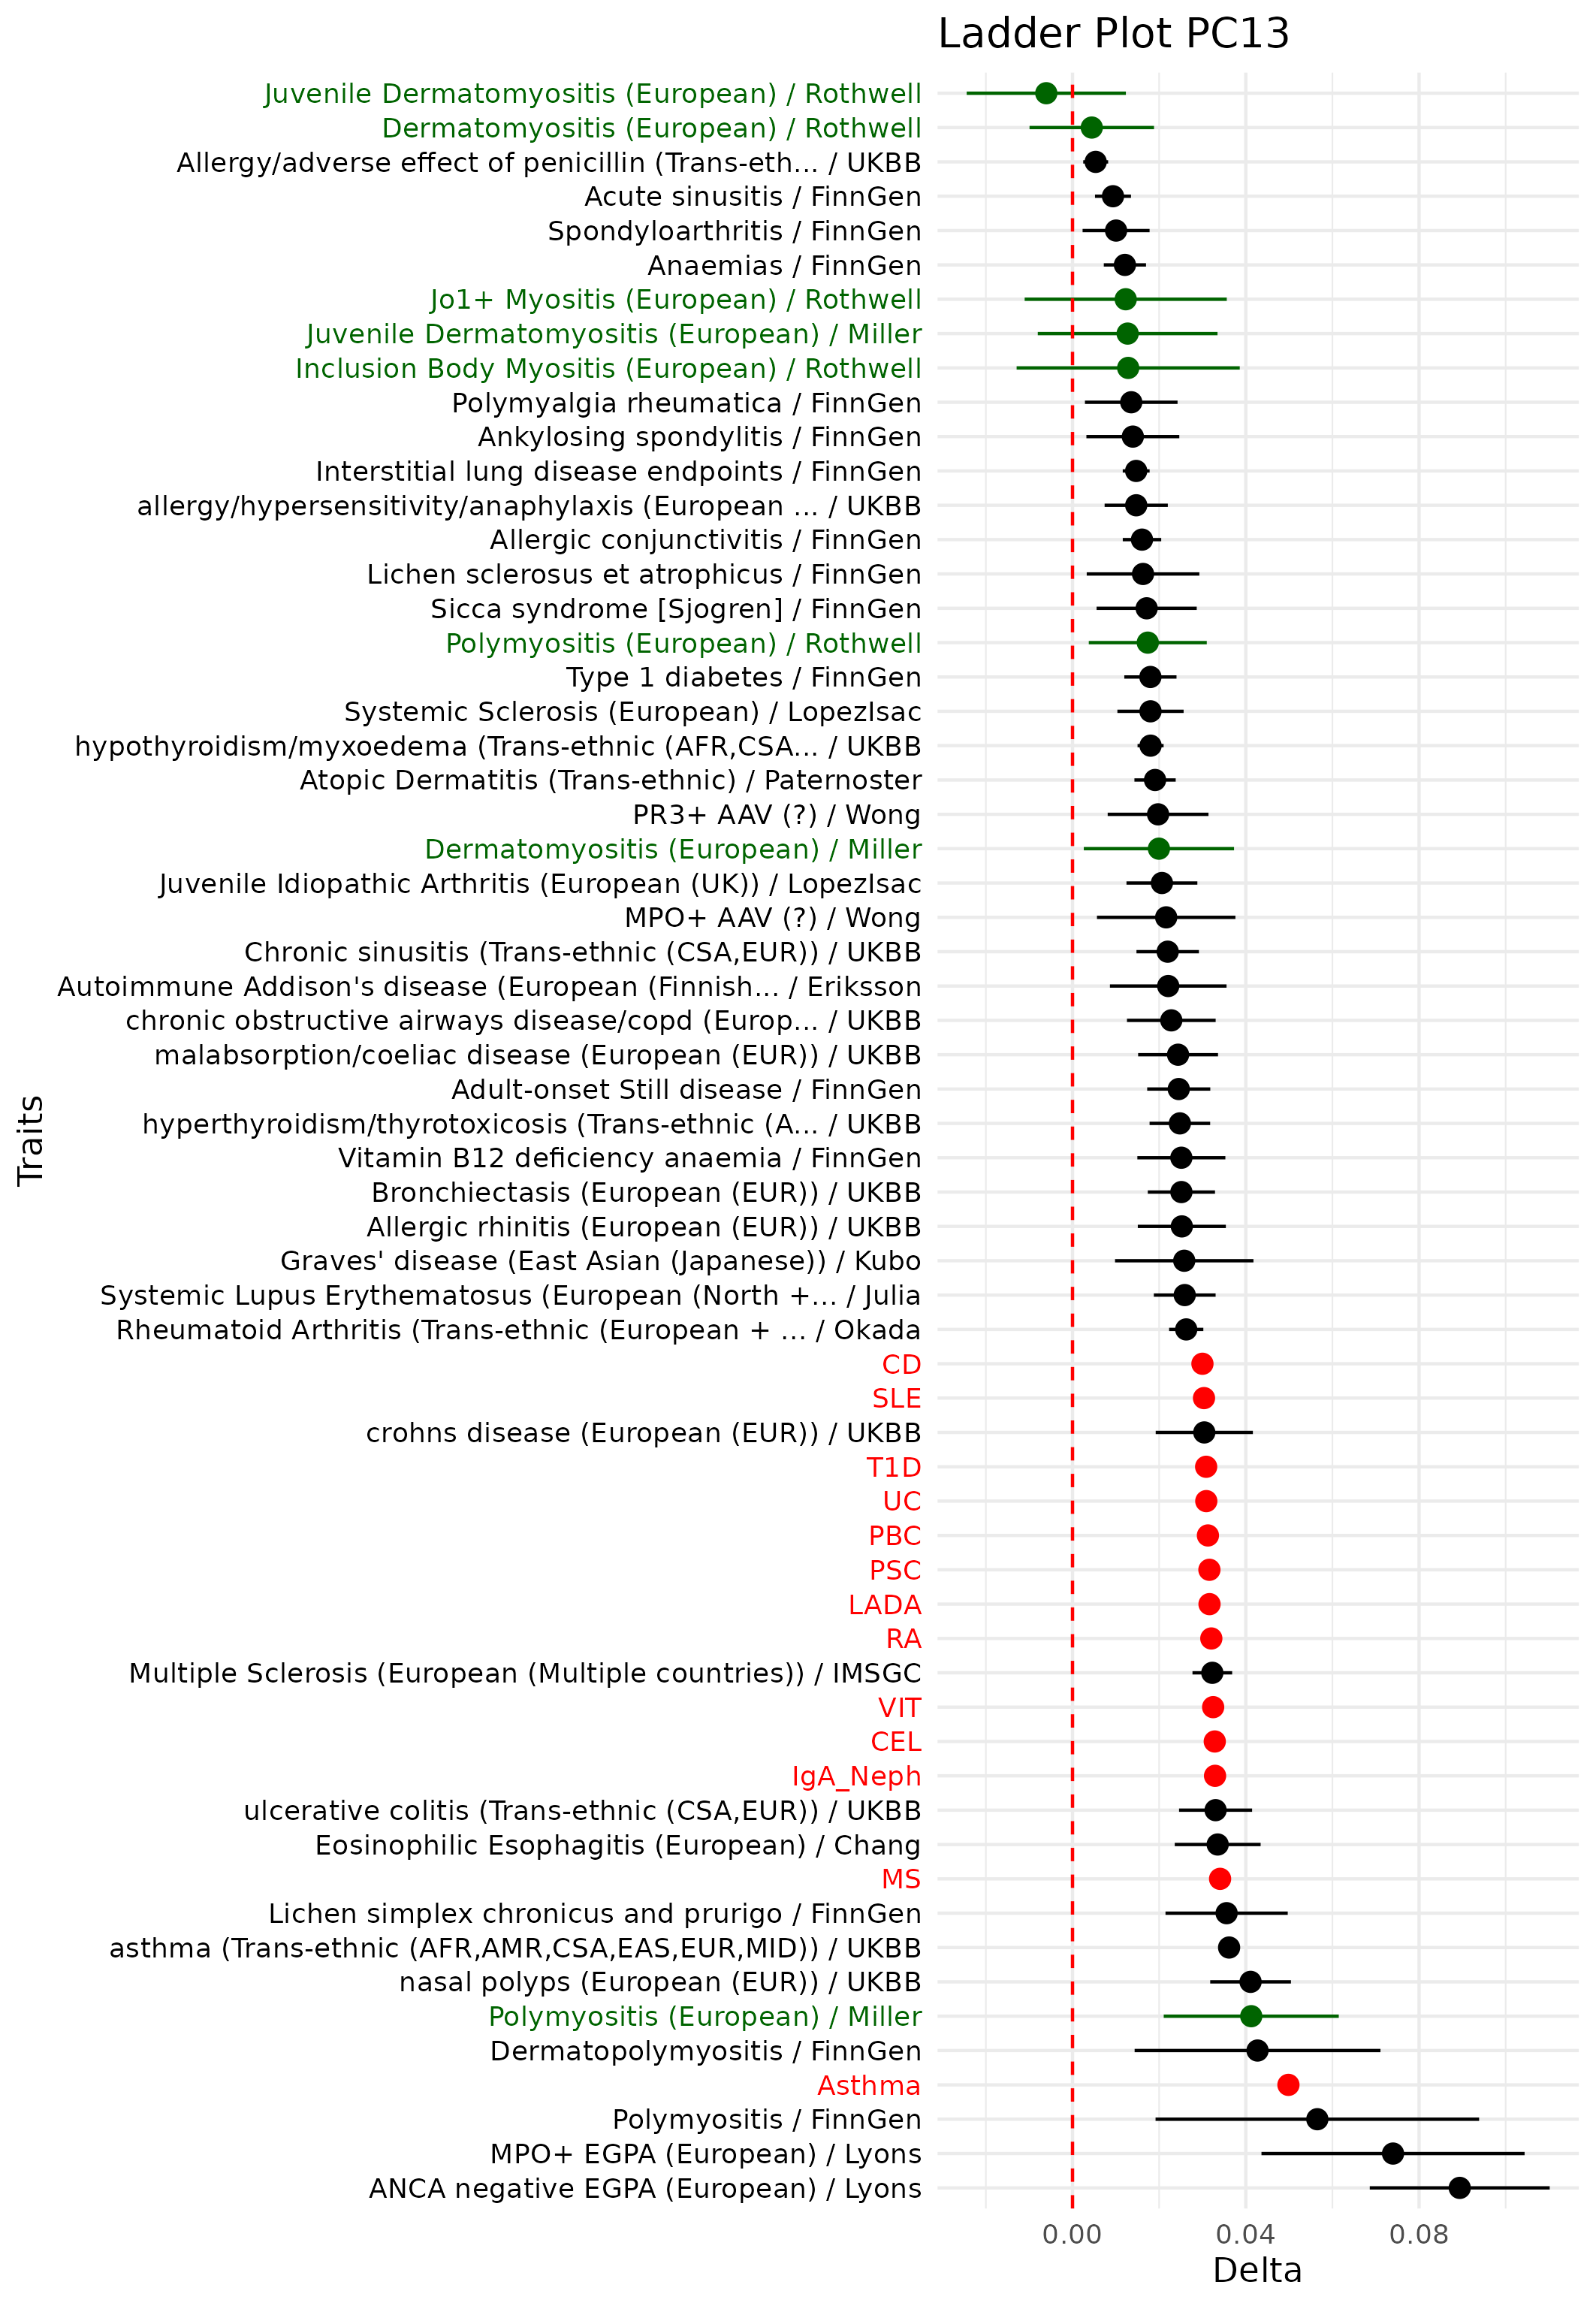 Ladder Plot PC13
Juvenile Dermatomyositis (European) / Rothwell
Dermatomyositis (European) / Rothwell
Allergy/adverse effect of penicillin (Trans-eth... / UKBB
Acute sinusitis / FinnGen
Spondyloarthritis / FinnGen
Anaemias / FinnGen
Jo1+ Myositis (European) / Rothwell
Juvenile Dermatomyositis (European) / Miller
Inclusion Body Myositis (European) / Rothwell
Polymyalgia rheumatica / FinnGen
Ankylosing spondylitis / FinnGen
Interstitial lung disease endpoints / FinnGen
allergy/hypersensitivity/anaphylaxis (European ... / UKBB
Allergic conjunctivitis / FinnGen
Lichen sclerosus et atrophicus / FinnGen
Sicca syndrome [Sjogren] / FinnGen
Polymyositis (European) / Rothwell
Type 1 diabetes / FinnGen
Systemic Sclerosis (European) / LopezIsac
hypothyroidism/myxoedema (Trans-ethnic (AFR,CSA... / UKBB
Atopic Dermatitis (Trans-ethnic) / Paternoster
PR3+ AAV (?) / Wong
Dermatomyositis (European) / Miller
Juvenile Idiopathic Arthritis (European (UK)) / LopezIsac
MPO+ AAV (?) / Wong
Chronic sinusitis (Trans-ethnic (CSA,EUR)) / UKBB
Autoimmune Addison's disease (European (Finnish... / Eriksson
chronic obstructive airways disease/copd (Europ... / UKBB
malabsorption/coeliac disease (European (EUR)) / UKBB
Adult-onset Still disease / FinnGen
hyperthyroidism/thyrotoxicosis (Trans-ethnic (A... / UKBB
Vitamin B12 deficiency anaemia / FinnGen
Bronchiectasis (European (EUR)) / UKBB
Allergic rhinitis (European (EUR)) / UKBB
Graves' disease (East Asian (Japanese)) / Kubo
Systemic Lupus Erythematosus (European (North +... / Julia
Rheumatoid Arthritis (Trans-ethnic (European + ... / Okada
CD
SLE
crohns disease (European (EUR)) / UKBB
T1D
UC
PBC
PSC
LADA
RA
Multiple Sclerosis (European (Multiple countries)) / IMSGC
VIT
CEL
IgA_Neph
ulcerative colitis (Trans-ethnic (CSA,EUR)) / UKBB
Eosinophilic Esophagitis (European) / Chang
MS
Lichen simplex chronicus and prurigo / FinnGen
asthma (Trans-ethnic (AFR,AMR,CSA,EAS,EUR,MID)) / UKBB
nasal polyps (European (EUR)) / UKBB
Polymyositis (European) / Miller
Dermatopolymyositis / FinnGen
Asthma
Polymyositis / FinnGen
MPO+ EGPA (European) / Lyons
ANCA negative EGPA (European) / Lyons
Traits
0.00 0.04 0.08
Delta